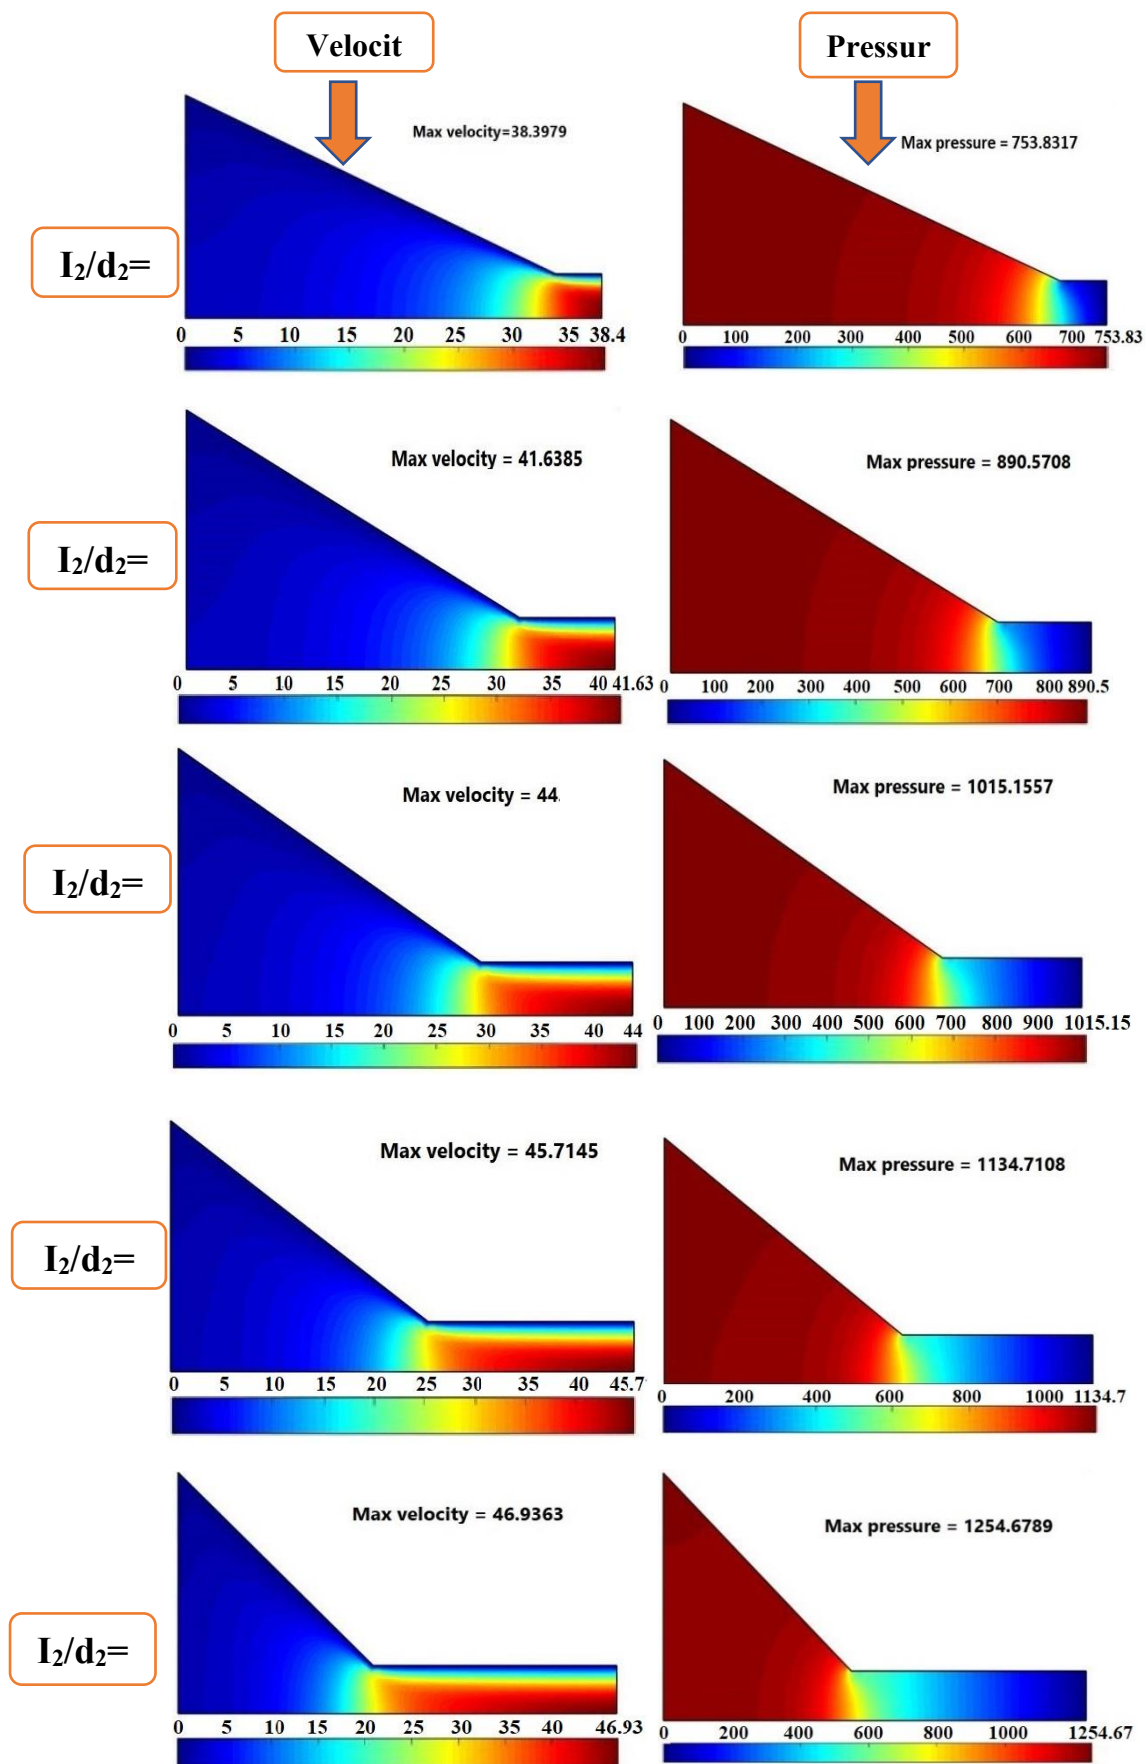 Velocit
Pressur
Max velocity=38.3979
Max pressure = 753.8317
I₂/d₂=
0 5 10 15 20 25 30 35 38.4
0 100 200 300 400 500 600 700 753.83
Max velocity = 41.6385
Max pressure = 890.5708
I₂/d₂=
0 5 10 15 20 25 30 35 40 41.63
0 100 200 300 400 500 600 700 800 890.5
Max velocity = 44.
Max pressure = 1015.1557
I₂/d₂=
0 5 10 15 20 25 30 35 40 44
0 100 200 300 400 500 600 700 800 900 1015.15
Max velocity = 45.7145
Max pressure = 1134.7108
I₂/d₂=
0 5 10 15 20 25 30 35 40 45.7
0 200 400 600 800 1000 1134.7
Max velocity = 46.9363
Max pressure = 1254.6789
I₂/d₂=
0 10 15 20 25 30 35 40 46.93
0 200 400 600 800 1000 1254.67